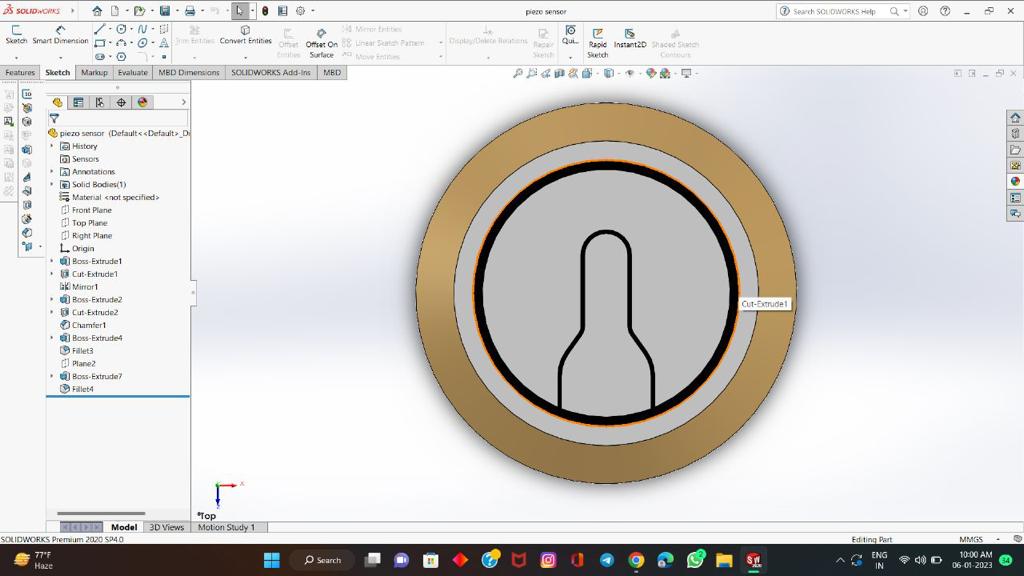 SOLIDWORKS
piezo sensor
Search SOLIDWORKS Help
Sketch
Smart Dimension
Trim Entities
Convert Entities
Offset Entities
Offset On Surface
Mirror Entities
Linear Sketch Pattern
Move Entities
Display/Delete Relations
Repair Sketch
Qui...
Rapid Sketch
Instant2D
Shaded Sketch Contours
Features
Sketch
Markup
Evaluate
MBD Dimensions
SOLIDWORKS Add-Ins
MBD
piezo sensor (Default<<Default>_Di
History
Sensors
Annotations
Solid Bodies(1)
Material <not specified>
Front Plane
Top Plane
Right Plane
Origin
Boss-Extrude1
Cut-Extrude1
Mirror1
Boss-Extrude2
Cut-Extrude2
Chamfer1
Boss-Extrude4
Fillet3
Plane2
Boss-Extrude7
Fillet4
Cut-Extrude1
X
*Top
Model
3D Views
Motion Study 1
SOLIDWORKS Premium 2020 SP4.0
Editing Part
MMGS
77°F
Haze
Search
ENG
IN
10:00 AM
06-01-2023